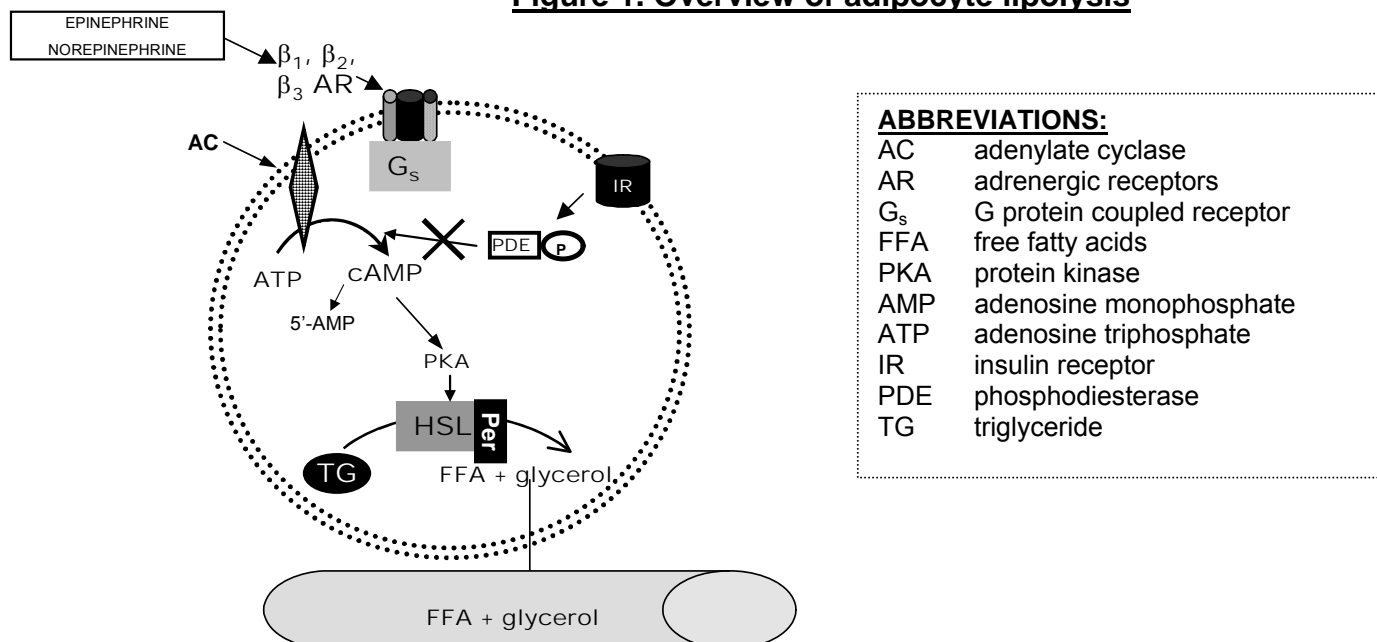 Figure 1. Overview of adipocyte lipolysis
EPINEPHRINE
NOREPINEPHRINE
β1, β2,
β3 AR
AC
Gs
IR
PDE P
ATP
cAMP
5'-AMP
PKA
HSL Per
TG
FFA + glycerol
FFA + glycerol
ABBREVIATIONS:
AC adenylate cyclase
AR adrenergic receptors
Gs G protein coupled receptor
FFA free fatty acids
PKA protein kinase
AMP adenosine monophosphate
ATP adenosine triphosphate
IR insulin receptor
PDE phosphodiesterase
TG triglyceride